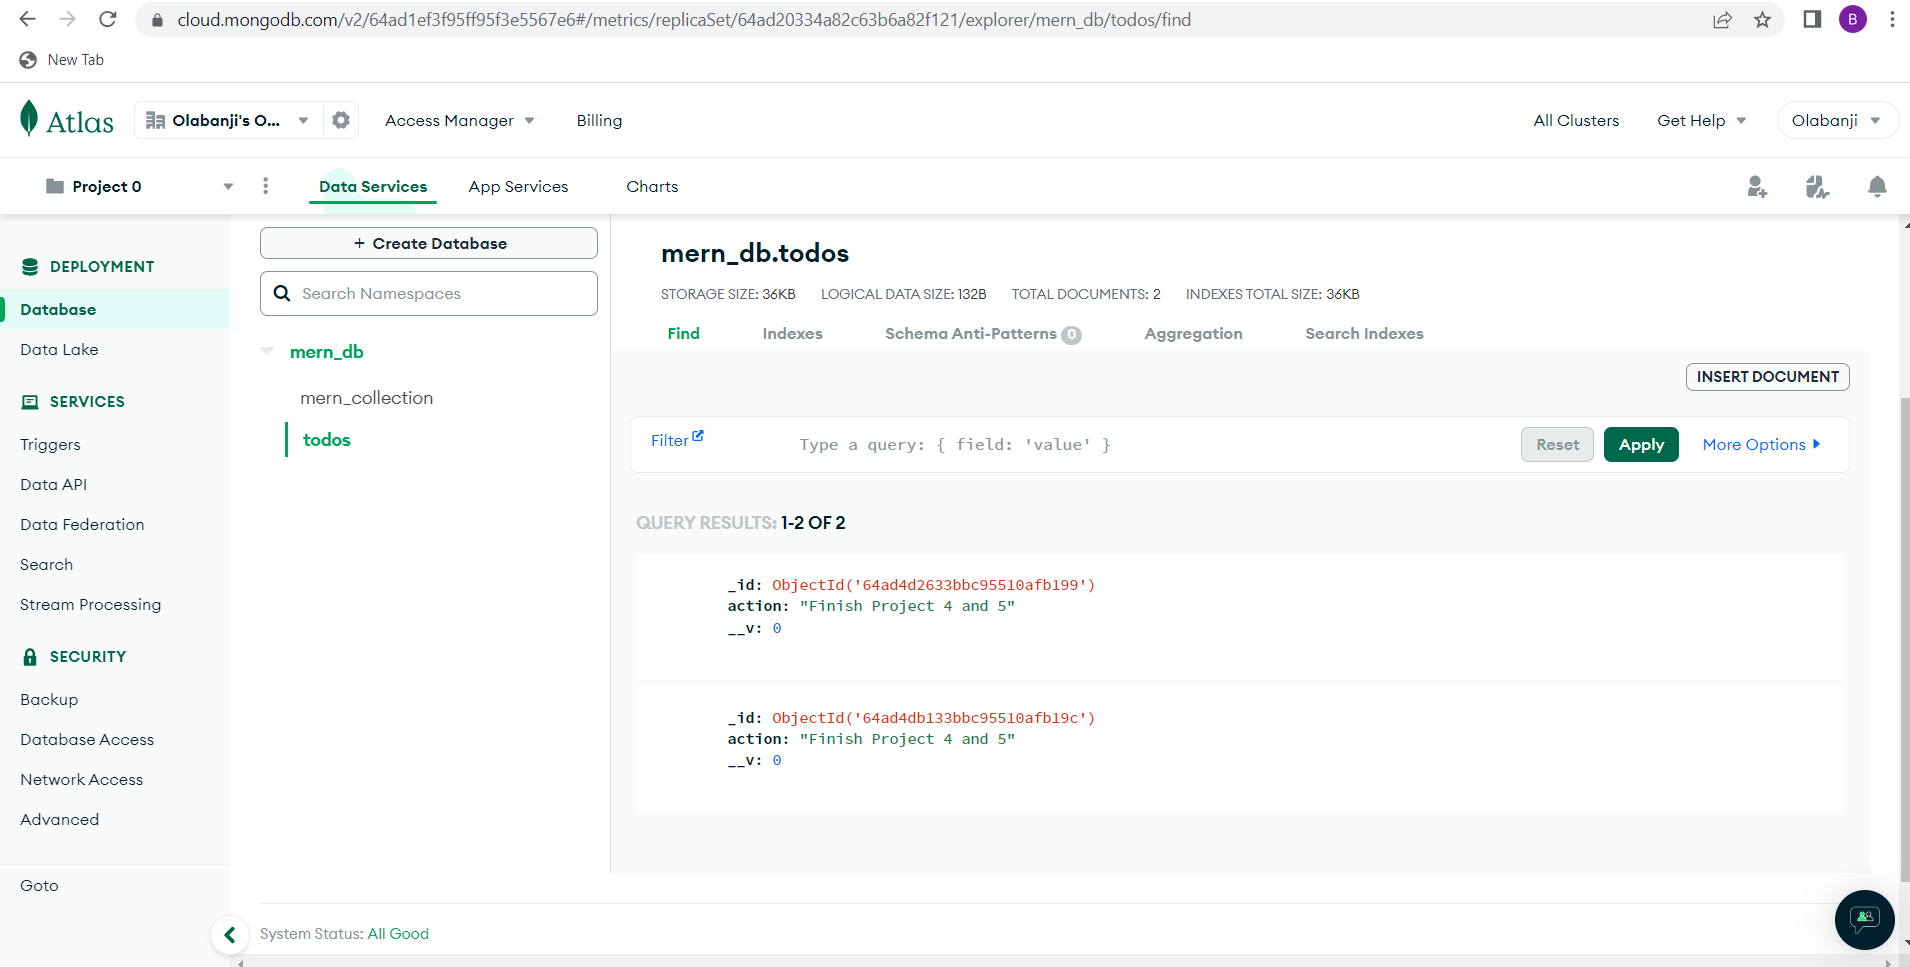 cloud.mongodb.com/v2/64ad1ef3f95ff95f3e5567e6#/metrics/replicaSet/64ad20334a82c63b6a82f121/explorer/mern_db/todos/find
B
New Tab
Atlas
Olabanji's O...
Access Manager
Billing
All Clusters
Get Help
Olabanji
Project 0
Data Services
App Services
Charts
DEPLOYMENT
Database
Data Lake
SERVICES
Triggers
Data API
Data Federation
Search
Stream Processing
SECURITY
Backup
Database Access
Network Access
Advanced
Goto
+ Create Database
Search Namespaces
mern_db
mern_collection
todos
mern_db.todos
STORAGE SIZE: 36KB LOGICAL DATA SIZE: 132B TOTAL DOCUMENTS: 2 INDEXES TOTAL SIZE: 36KB
Find Indexes Schema Anti-Patterns 0 Aggregation Search Indexes
INSERT DOCUMENT
Filter
Type a query: { field: 'value' }
Reset
Apply
More Options
QUERY RESULTS: 1-2 OF 2
_id: ObjectId('64ad4d2633bbc95510afb199')
action: "Finish Project 4 and 5"
__v: 0
_id: ObjectId('64ad4db133bbc95510afb19c')
action: "Finish Project 4 and 5"
__v: 0
System Status: All Good